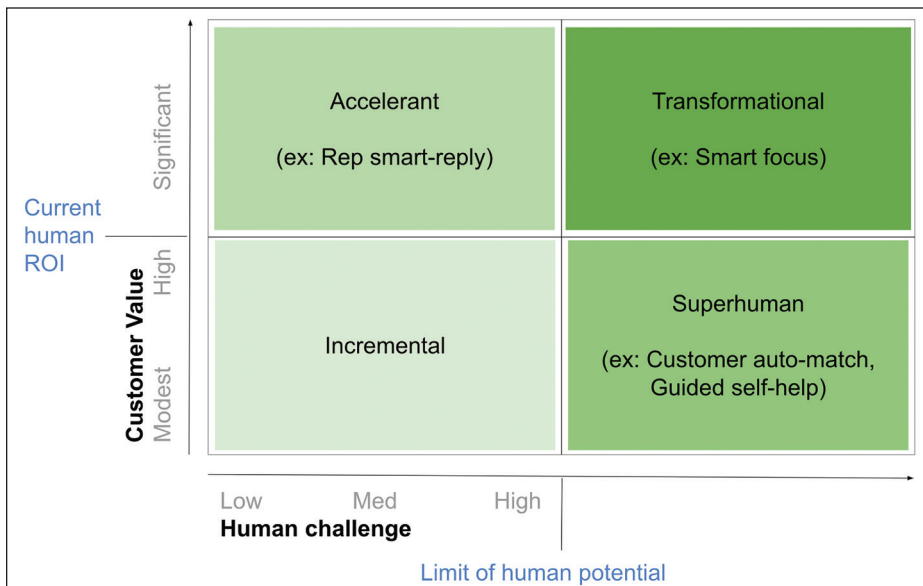 Accelerant
(ex: Rep smart-reply)
Transformational
(ex: Smart focus)
Significant
Current
human
ROI
High
Customer Value
Modest
Incremental
Superhuman
(ex: Customer auto-match,
Guided self-help)
Low Med High
Human challenge
Limit of human potential